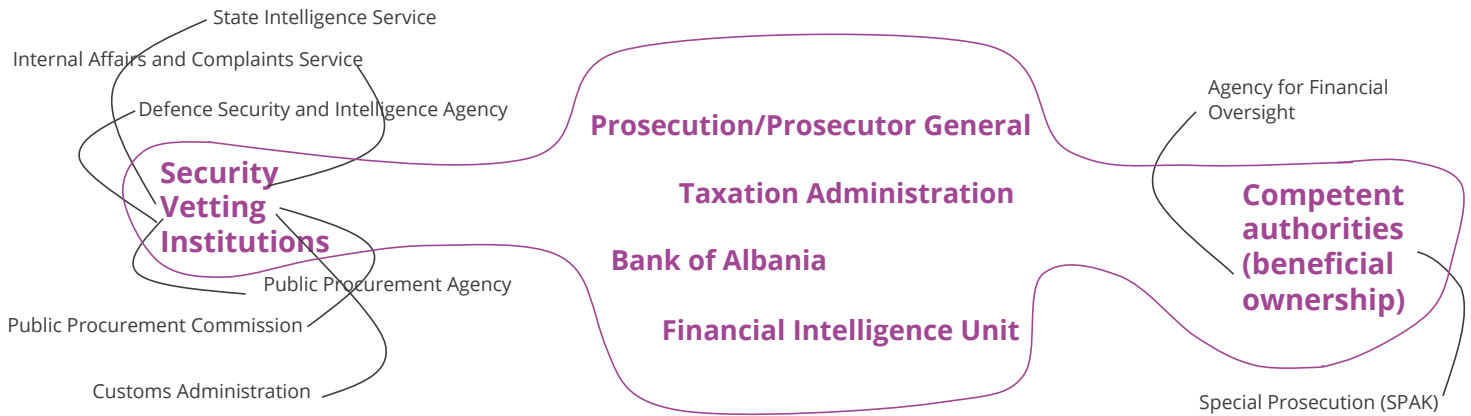 State Intelligence Service
Internal Affairs and Complaints Service
Defence Security and Intelligence Agency
Security
Vetting
Institutions
Public Procurement Agency
Public Procurement Commission
Customs Administration
Prosecution/Prosecutor General
Taxation Administration
Bank of Albania
Financial Intelligence Unit
Agency for Financial
Oversight
Competent
authorities
(beneficial
ownership)
Special Prosecution (SPAK)